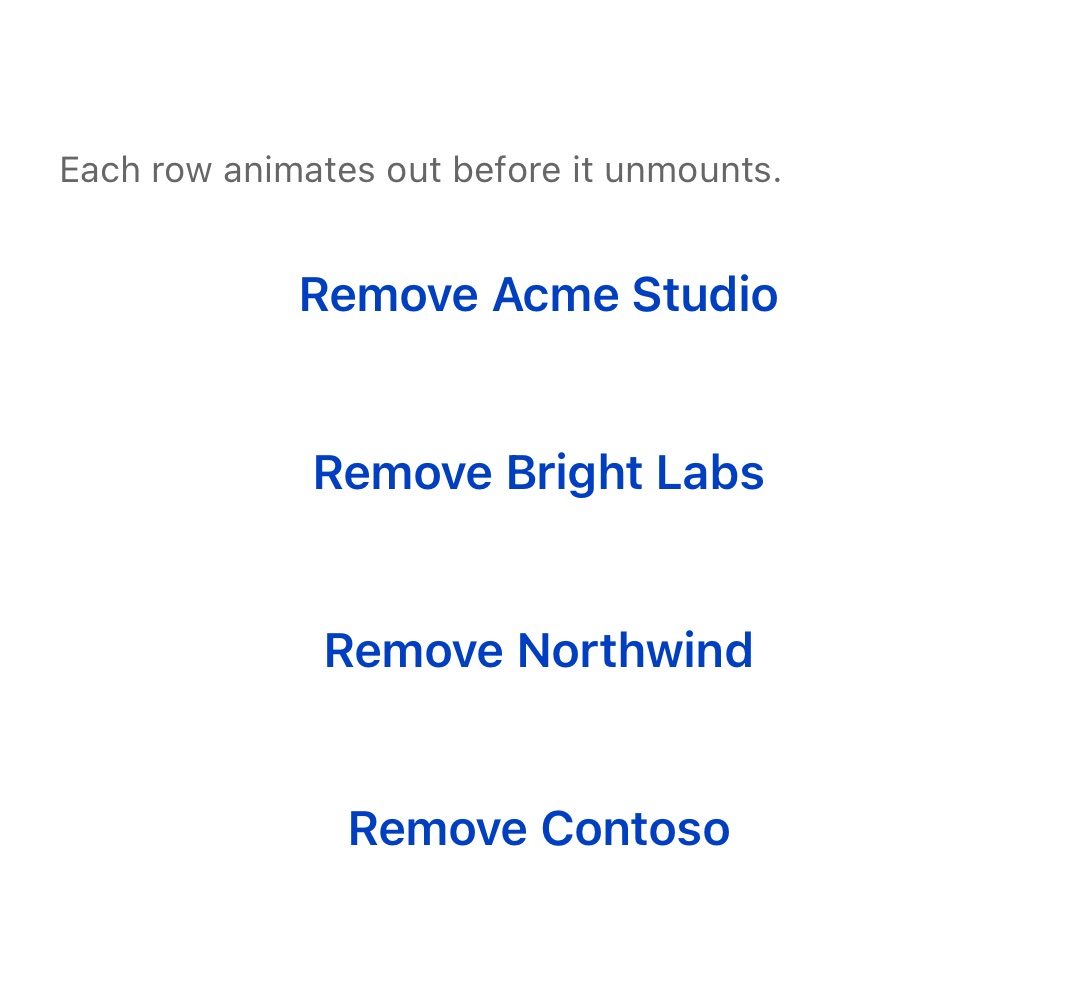 Each row animates out before it unmounts.
Remove Acme Studio
Remove Bright Labs
Remove Northwind
Remove Contoso